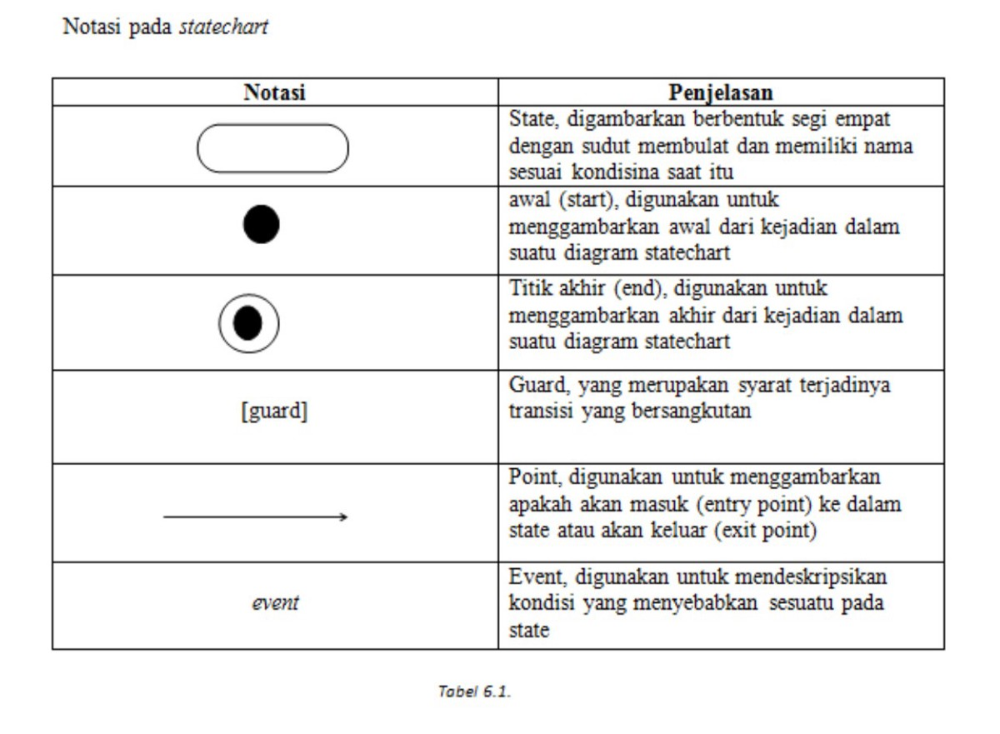 Notasi pada statechart
Notasi
Penjelasan
State, digambarkan berbentuk segi empat
dengan sudut membulat dan memiliki nama
sesuai kondisina saat itu
awal (start), digunakan untuk
menggambarkan awal dari kejadian dalam
suatu diagram statechart
Titik akhir (end), digunakan untuk
menggambarkan akhir dari kejadian dalam
suatu diagram statechart
[guard]
Guard, yang merupakan syarat terjadinya
transisi yang bersangkutan
Point, digunakan untuk menggambarkan
apakah akan masuk (entry point) ke dalam
state atau akan keluar (exit point)
event
Event, digunakan untuk mendeskripsikan
kondisi yang menyebabkan sesuatu pada
state
Tabel 6.1.